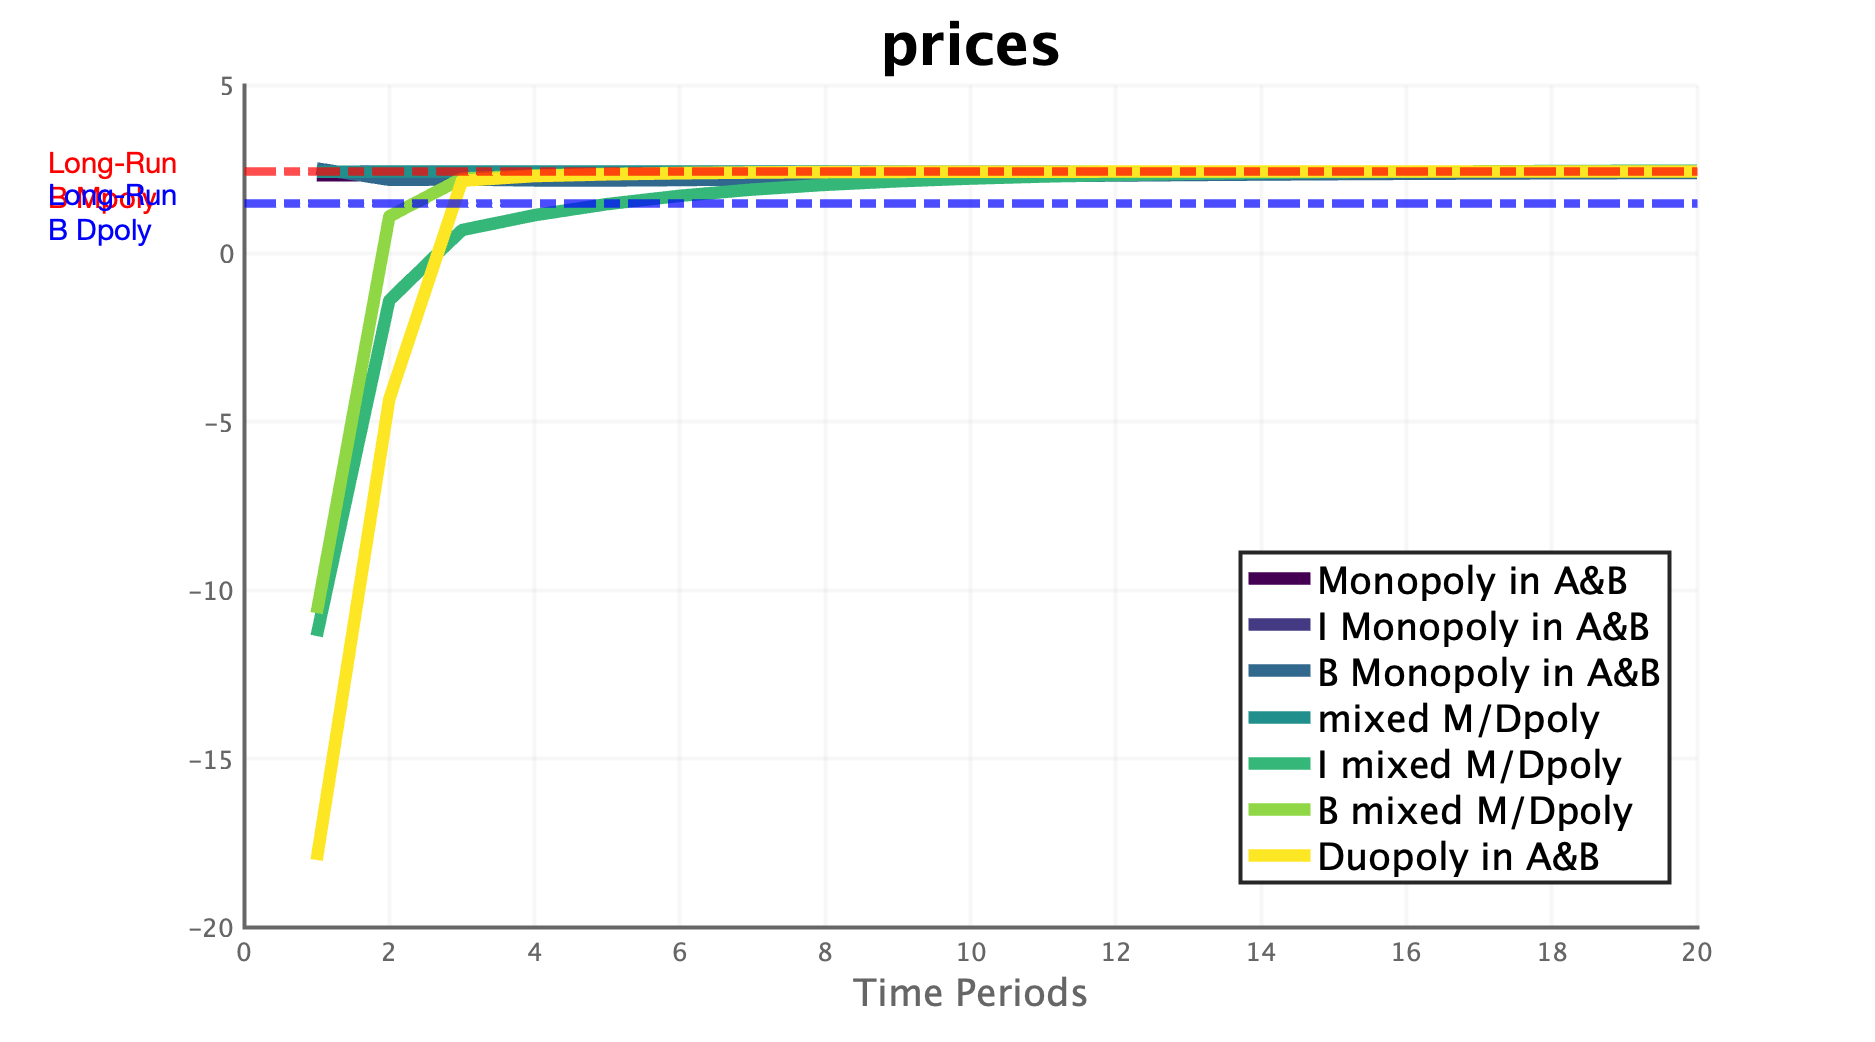 prices
5
Long-Run
B Mpoly
Long-Run
B Dpoly
0
−5
−10
−15
−20
Monopoly in A&B
I Monopoly in A&B
B Monopoly in A&B
mixed M/Dpoly
I mixed M/Dpoly
B mixed M/Dpoly
Duopoly in A&B
0 2 4 6 8 10 12 14 16 18 20
Time Periods